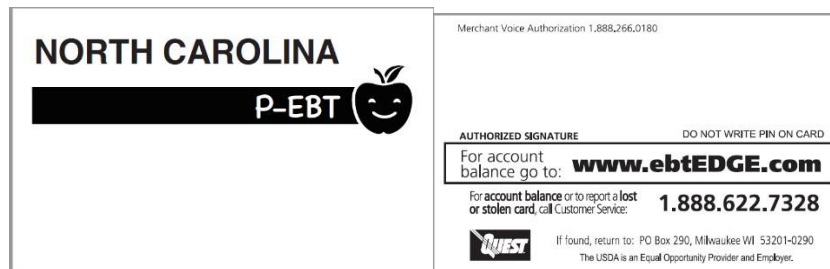 NORTH CAROLINA
P-EBT
Merchant Voice Authorization 1.888.266.0180
AUTHORIZED SIGNATURE DO NOT WRITE PIN ON CARD
For account
balance go to: www.ebtEDGE.com
For account balance or to report a lost
or stolen card, call Customer Service: 1.888.622.7328
QUEST
If found, return to: PO Box 290, Milwaukee WI 53201-0290
The USDA is an Equal Opportunity Provider and Employer.